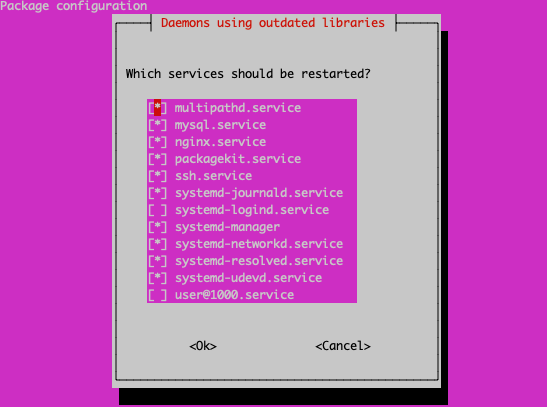 Package configuration
Daemons using outdated libraries
Which services should be restarted?
[*] multipathd.service
[*] mysql.service
[*] nginx.service
[*] packagekit.service
[*] ssh.service
[*] systemd-journald.service
[ ] systemd-logind.service
[*] systemd-manager
[*] systemd-networkd.service
[*] systemd-resolved.service
[*] systemd-udevd.service
[ ] user@1000.service
<Ok> <Cancel>